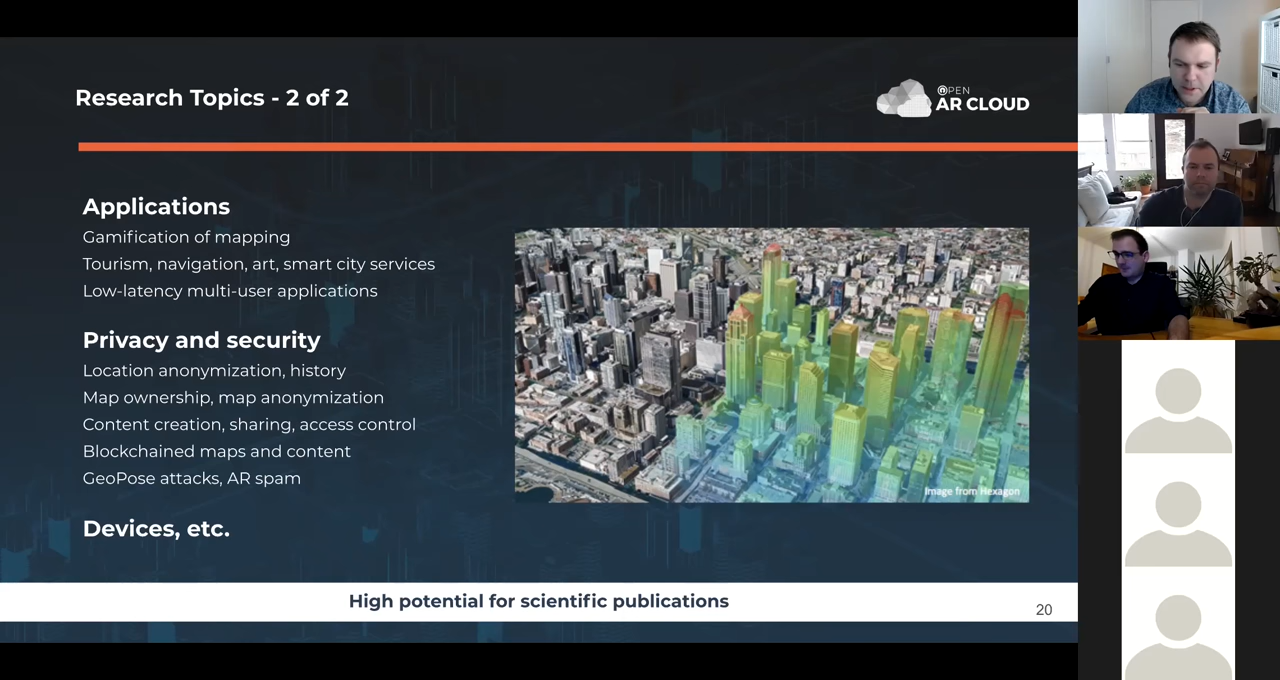 Research Topics - 2 of 2
OPEN
AR CLOUD
Applications
Gamification of mapping
Tourism, navigation, art, smart city services
Low-latency multi-user applications
Privacy and security
Location anonymization, history
Map ownership, map anonymization
Content creation, sharing, access control
Blockchained maps and content
GeoPose attacks, AR spam
Devices, etc.
Image from Hexagon
High potential for scientific publications
20